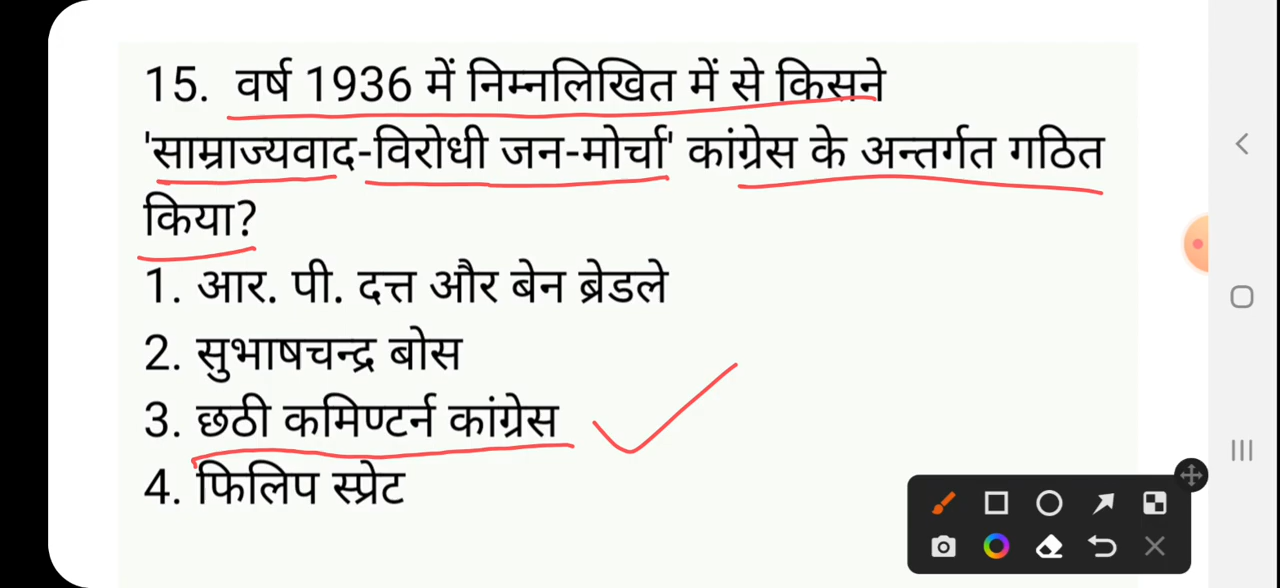 15. वर्ष 1936 में निम्नलिखित में से किसने
'साम्राज्यवाद-विरोधी जन-मोर्चा' कांग्रेस के अन्तर्गत गठित
किया?
1. आर. पी. दत्त और बेन ब्रेडले
2. सुभाषचन्द्र बोस
3. छठी कमिण्टर्न कांग्रेस
4. फिलिप स्प्रेट